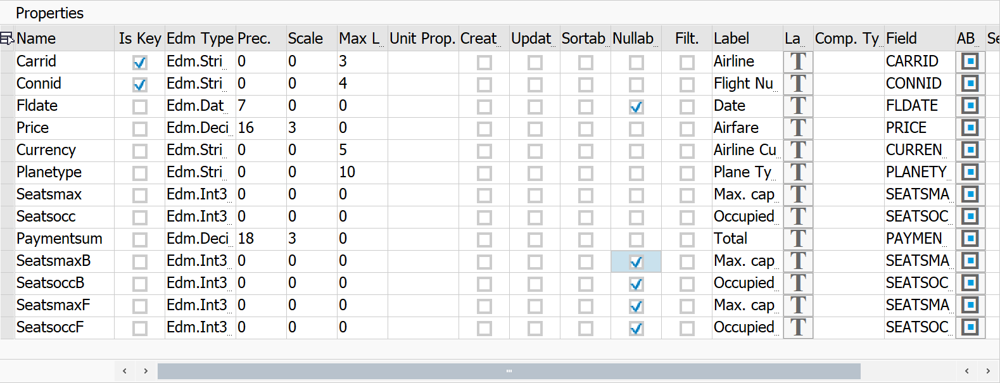 Properties
Name Is Key Edm Type Prec. Scale Max L... Unit Prop. Creat... Updat... Sortab... Nullab... Filt. Label La... Comp. Ty... Field AB... Se
Carrid Edm.Stri... 0 0 3 Airline T CARRID
Connid Edm.Stri... 0 0 4 Flight Nu... T CONNID
Fldate Edm.Dat... 7 0 0 Date T FLDATE
Price Edm.Deci... 16 3 0 Airfare T PRICE
Currency Edm.Stri... 0 0 5 Airline Cu... T CURREN...
Planetype Edm.Stri... 0 0 10 Plane Ty... T PLANETY...
Seatsmax Edm.Int3... 0 0 0 Max. cap... T SEATSMA...
Seatsocc Edm.Int3... 0 0 0 Occupied... T SEATSOC...
Paymentsum Edm.Deci... 18 3 0 Total T PAYMEN...
SeatsmaxB Edm.Int3... 0 0 0 Max. cap... T SEATSMA...
SeatsoccB Edm.Int3... 0 0 0 Occupied... T SEATSOC...
SeatsmaxF Edm.Int3... 0 0 0 Max. cap... T SEATSMA...
SeatsoccF Edm.Int3... 0 0 0 Occupied... T SEATSOC...